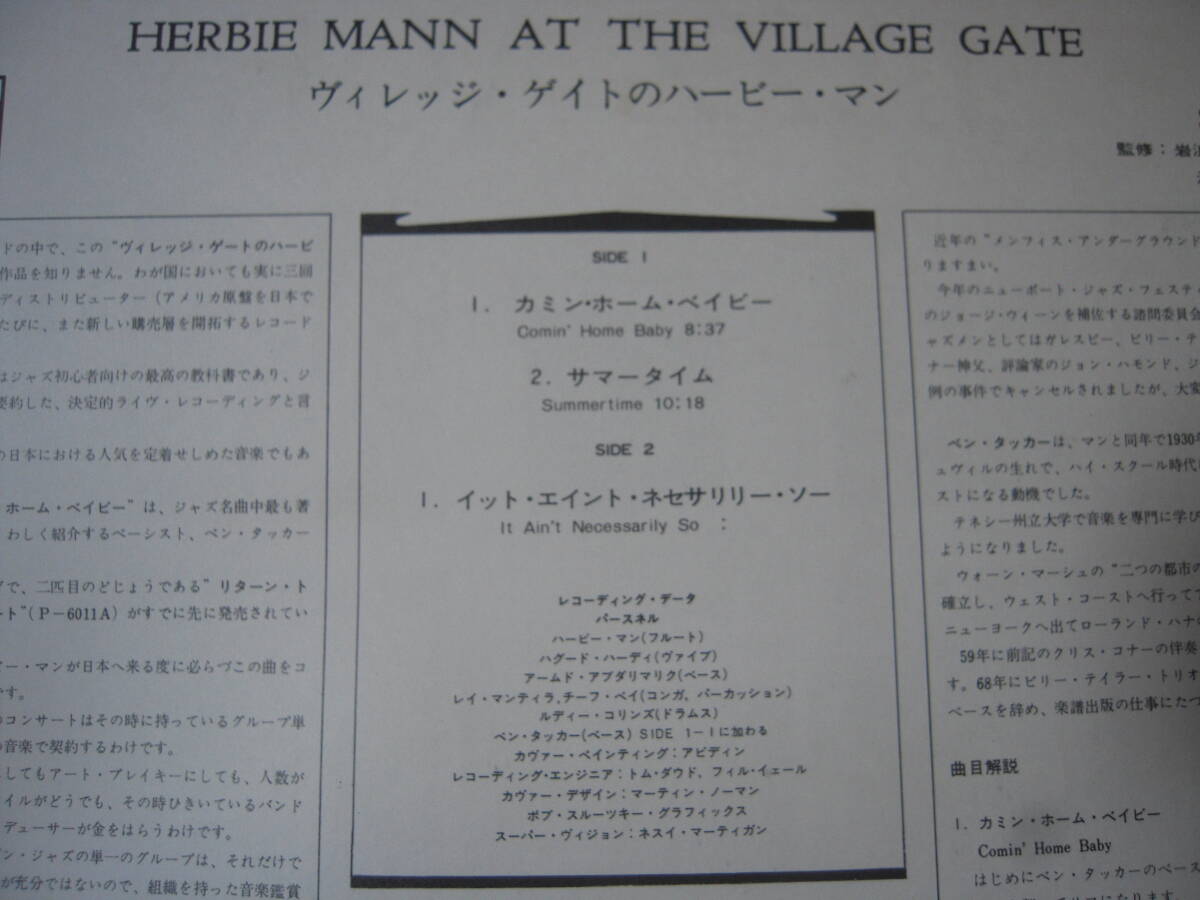 HERBIE MANN AT THE VILLAGE GATE
ヴィレッジ・ゲイトのハービー・マン
監修：岩
ドの中で、この“ヴィレッジ・ゲートのハービ
作品を知りません。わが国においても実に三回
ディストリビューター（アメリカ原盤を日本で
たびに、また新しい購売層を開拓するレコード
はジャズ初心者向けの最高の教科書であり、ジ
要約した、決定的ライヴ・レコーディングと言
の日本における人気を定着せしめた音楽でもあ
ホーム・ベイビー”は、ジャズ名曲中最も著
わしく紹介するベーシスト、ベン・タッカー
で、二匹目のどじょうである“リターン・ト
ート”（P－6011A）がすでに先に発売されてい
ビー・マンが日本へ来る度に必らづこの曲をコ
です。
のコンサートはその時に持っているグループ単
の音楽で契約するわけです。
してもアート・ブレイキーにしても、人数が
イルがどうでも、その時ひきいているバンド
デューサーが金をはらうわけです。
ン・ジャズの単一のグループは、それだけで
が充分ではないので、組織を持った音楽鑑賞
SIDE 1
1. カミン・ホーム・ベイビー
Comin' Home Baby 8:37
2. サマータイム
Summertime 10:18
SIDE 2
1. イット・エイント・ネセサリリー・ソー
It Ain't Necessarily So :
レコーディング・データ
パースネル
ハービー・マン(フルート)
ハグード・ハーディ(ヴァイブ)
アームド・アブダリマリク(ベース)
レイ・マンティラ,チーフ・ベイ(コンガ, パーカッション)
ルディー・コリンズ(ドラムス)
ベン・タッカー(ベース) SIDE 1－1に加わる
カヴァー・ペインティング：アビディン
レコーディング・エンジニア：トム・ダウド, フィル・イェール
カヴァー・デザイン：マーティン・ノーマン
ボブ・スルーツキー・グラフィックス
スーパー・ヴィジョン：ネスイ・マーティガン
近年の“メンフィス・アンダーグラウンド
りますまい。
今年のニューポート・ジャズ・フェスティ
のジョージ・ウィーンを補佐する諮問委員会
ャズメンとしてはガレスピー、ビリー・テ
ナー神父、評論家のジョン・ハモンド、ジ
例の事件でキャンセルされましたが、大変
ベン・タッカーは、マンと同年で1930年
ュヴィルの生れで、ハイ・スクール時代に
ストになる動機でした。
テネシー州立大学で音楽を専門に学び
ようになりました。
ウォーン・マーシュの“二つの都市の
確立し、ウェスト・コーストへ行って
ニューヨークへ出てローランド・ハナの
59年に前記のクリス・コナーの伴奏
す。68年にビリー・テイラー・トリオ
ベースを辞め、楽譜出版の仕事にたつ
曲目解説
1. カミン・ホーム・ベイビー
Comin' Home Baby
はじめにベン・タッカーのベース